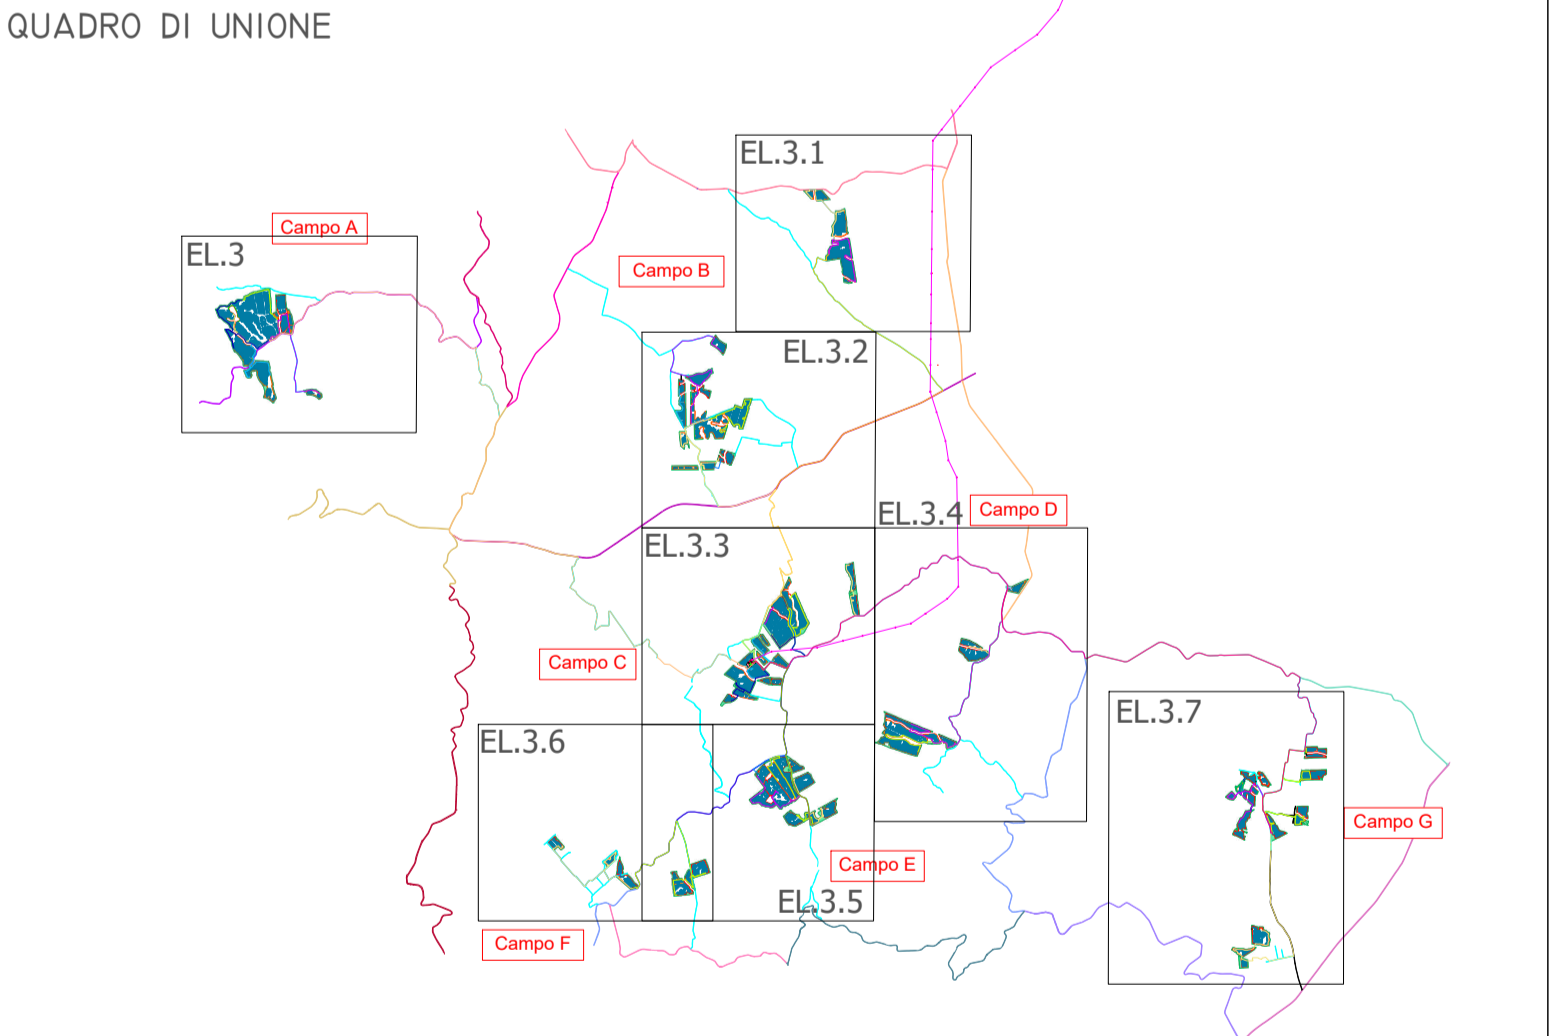 QUADRO DI UNIONE
EL.3.1
Campo A
EL.3
Campo B
EL.3.2
EL.3.4
Campo D
EL.3.3
Campo C
EL.3.7
EL.3.6
Campo G
Campo E
EL.3.5
Campo F